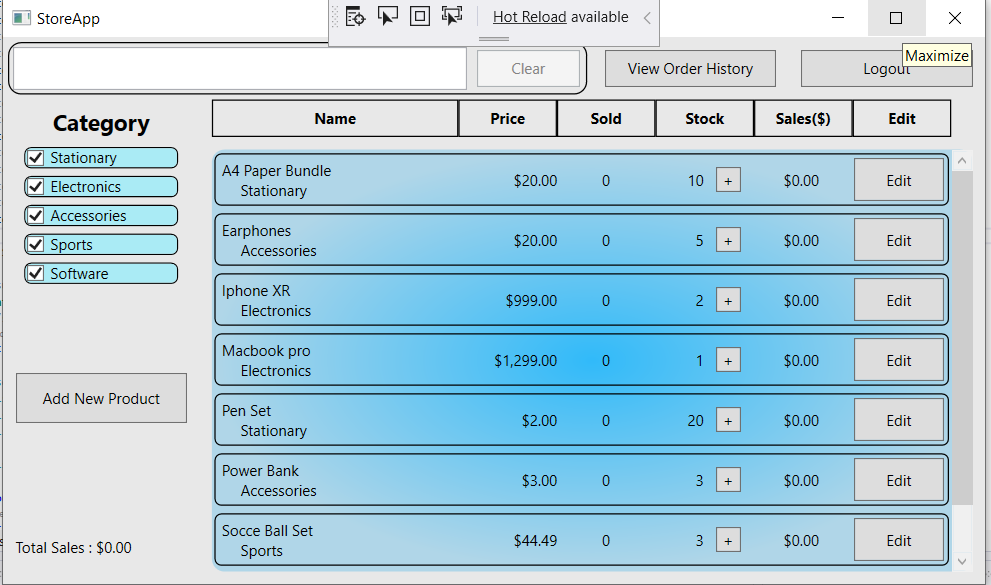 StoreApp
Hot Reload available
Clear
View Order History
Logout
Maximize
Category
Stationary
Electronics
Accessories
Sports
Software
Add New Product
Total Sales : $0.00
Name Price Sold Stock Sales($) Edit
A4 Paper Bundle
Stationary
$20.00 0 10 + $0.00 Edit
Earphones
Accessories
$20.00 0 5 + $0.00 Edit
Iphone XR
Electronics
$999.00 0 2 + $0.00 Edit
Macbook pro
Electronics
$1,299.00 0 1 + $0.00 Edit
Pen Set
Stationary
$2.00 0 20 + $0.00 Edit
Power Bank
Accessories
$3.00 0 3 + $0.00 Edit
Socce Ball Set
Sports
$44.49 0 3 + $0.00 Edit